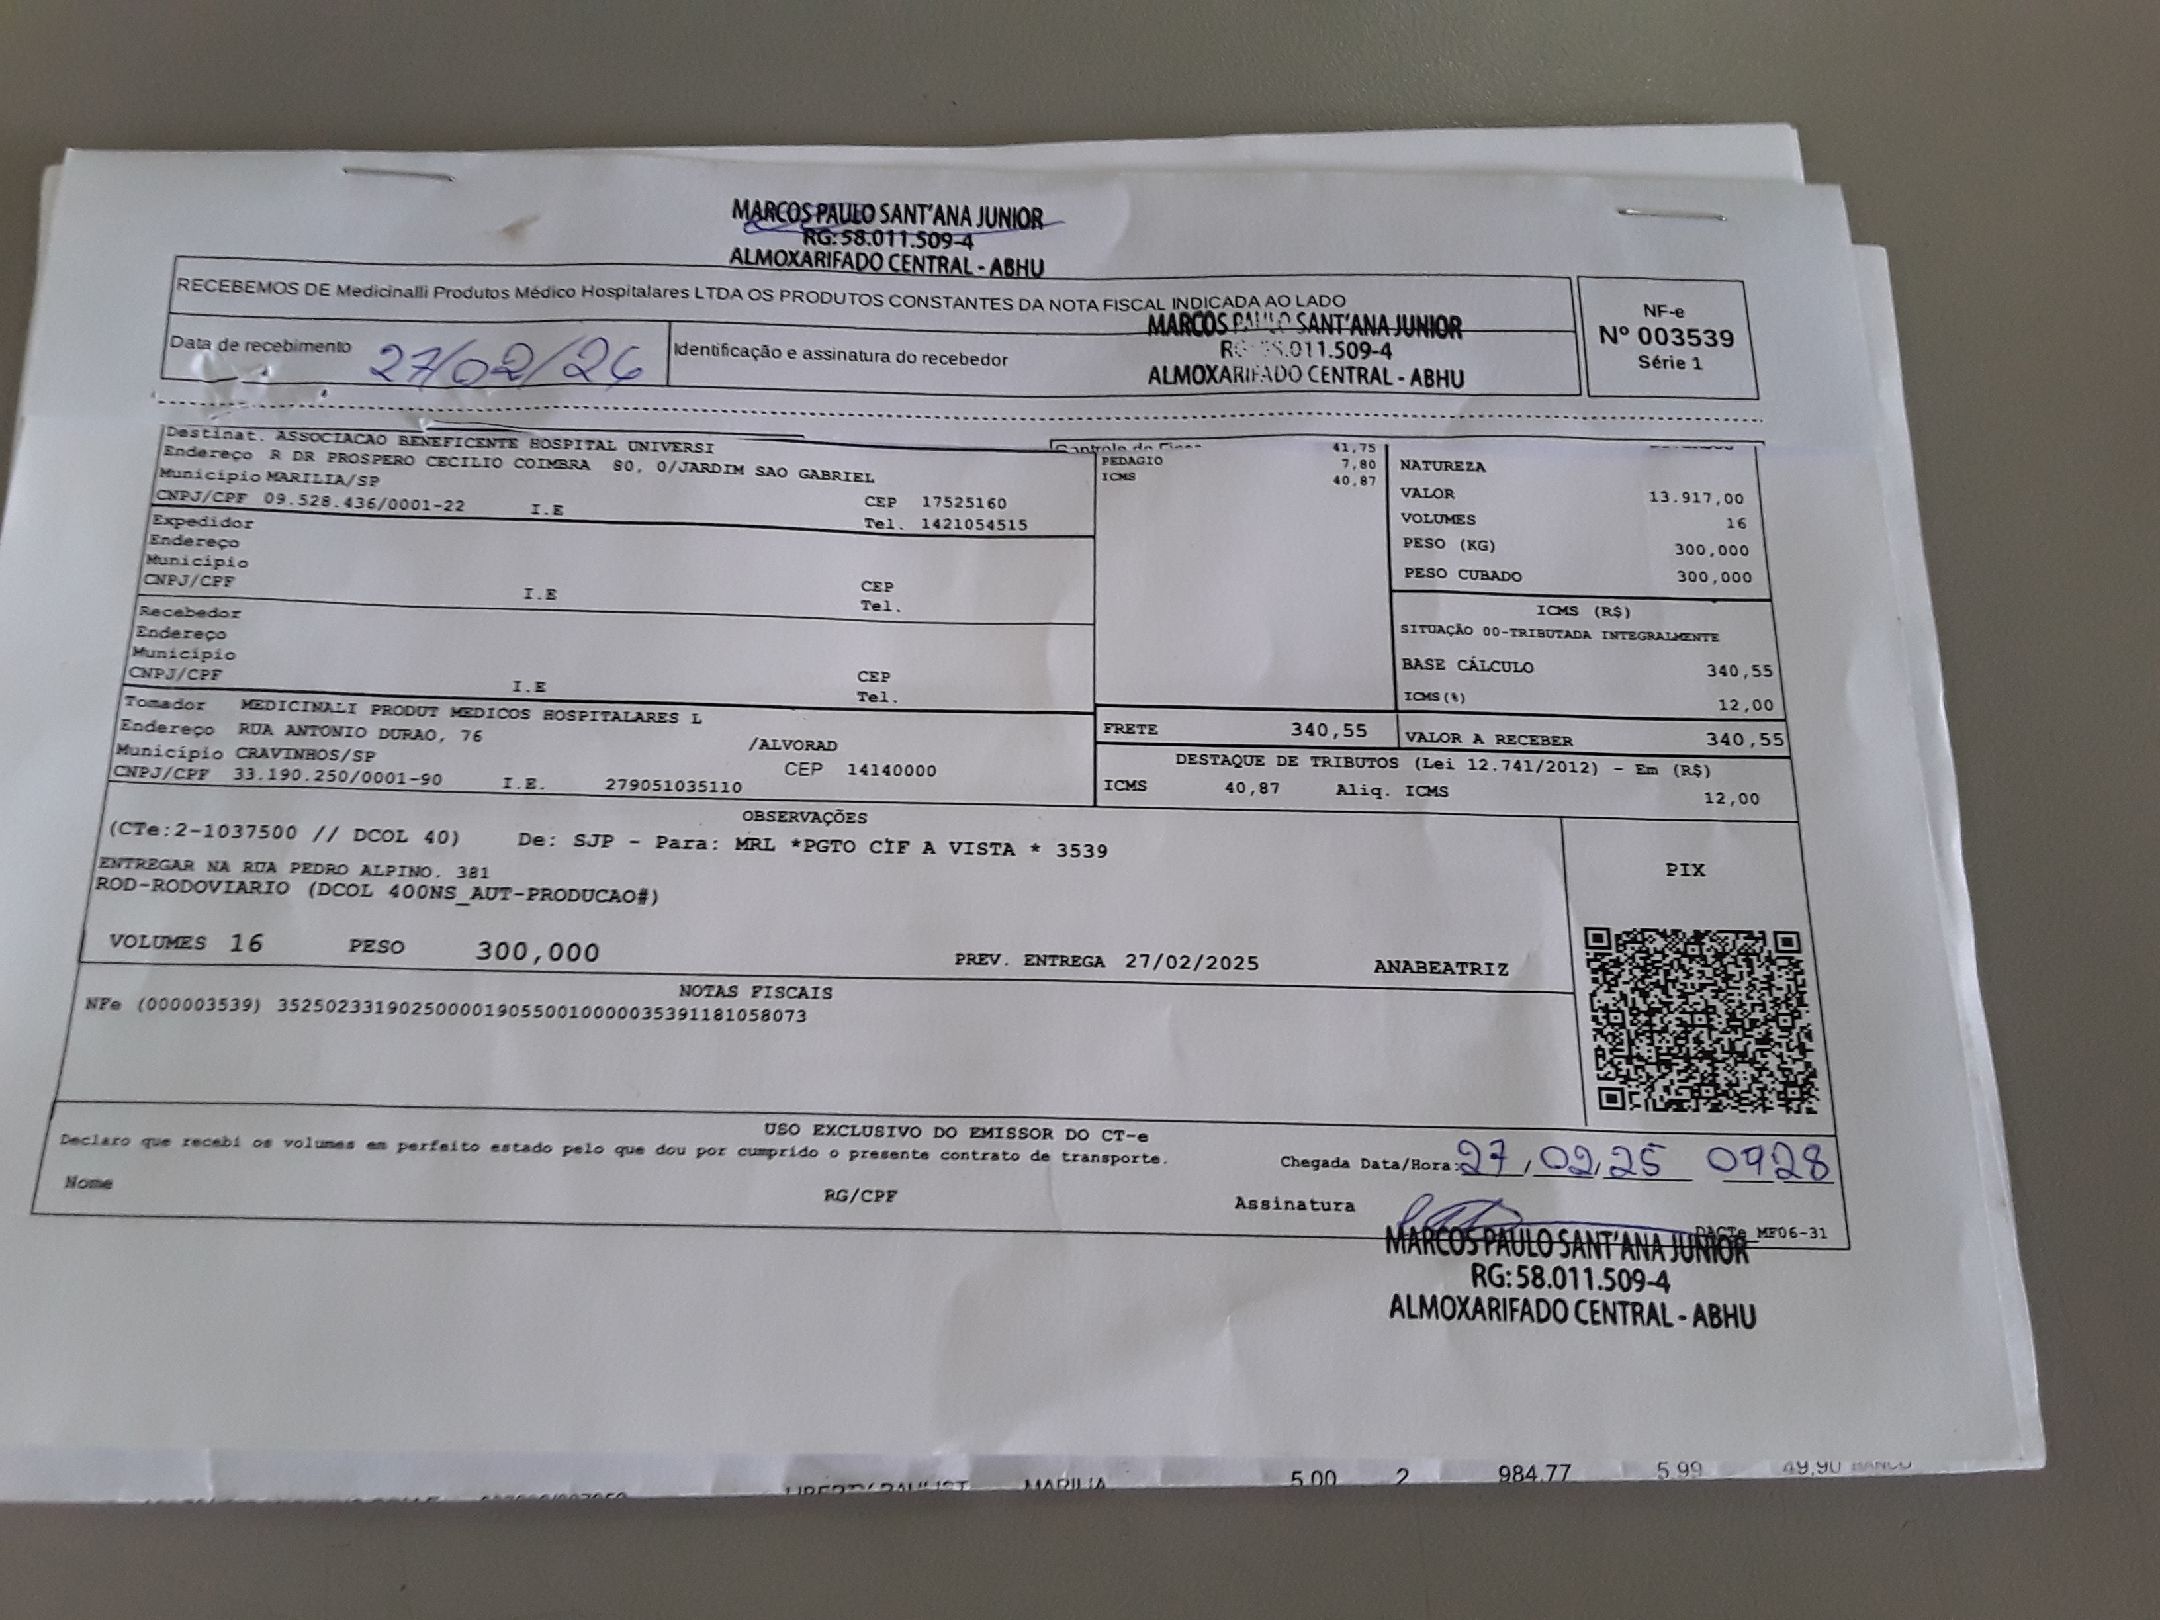 MARCOS PAULO SANT'ANA JUNIOR
RG: 58.011.509-4
ALMOXARIFADO CENTRAL - ABHU
RECEBEMOS DE Medicinalli Produtos Médico Hospitalares LTDA OS PRODUTOS CONSTANTES DA NOTA FISCAL INDICADA AO LADO
NF-e
Nº 003539
Série 1
Data de recebimento 27/02/26
Identificação e assinatura do recebedor
MARCOS PAULO SANT'ANA JUNIOR
.011.509-4
ALMOXARIFADO CENTRAL - ABHU
Destinat. ASSOCIACAO BENEFICENTE HOSPITAL UNIVERSI
Endereço R DR PROSPERO CECILIO COIMBRA 80, 0/JARDIM SAO GABRIEL
Município MARILIA/SP CEP 17525160
CNPJ/CPF 09.528.436/0001-22 I.E Tel. 1421054515
Expedidor
Endereço
Município CEP
CNPJ/CPF I.E Tel.
Recebedor
Endereço
Município CEP
CNPJ/CPF I.E Tel.
Tomador MEDICINALI PRODUT MEDICOS HOSPITALARES L
Endereço RUA ANTONIO DURAO, 76 /ALVORAD
Município CRAVINHOS/SP CEP 14140000
CNPJ/CPF 33.190.250/0001-90 I.E. 279051035110
41,75
PEDAGIO 7,80
ICMS 40,87
FRETE 340,55
NATUREZA
VALOR 13.917,00
VOLUMES 16
PESO (KG) 300,000
PESO CUBADO 300,000
ICMS (R$)
SITUAÇÃO 00-TRIBUTADA INTEGRALMENTE
BASE CÁLCULO 340,55
ICMS(%) 12,00
VALOR A RECEBER 340,55
DESTAQUE DE TRIBUTOS (Lei 12.741/2012) - Em (R$)
ICMS 40,87 Aliq. ICMS 12,00
OBSERVAÇÕES
(CTe:2-1037500 // DCOL 40) De: SJP - Para: MRL *PGTO CIF A VISTA * 3539
ENTREGAR NA RUA PEDRO ALPINO. 381
ROD-RODOVIARIO (DCOL 400NS_AUT-PRODUCAO#)
VOLUMES 16 PESO 300,000 PREV. ENTREGA 27/02/2025 ANABEATRIZ
PIX
NOTAS FISCAIS
NFe (000003539) 35250233190250000190550010000035391181058073
USO EXCLUSIVO DO EMISSOR DO CT-e
Declaro que recebi os volumes em perfeito estado pelo que dou por cumprido o presente contrato de transporte.
Chegada Data/Hora: 27/02/25 09 28
Nome RG/CPF Assinatura
DACTe MF06-31
MARCOS PAULO SANT'ANA JUNIOR
RG: 58.011.509-4
ALMOXARIFADO CENTRAL - ABHU
MARILIA 5,00 2 984,77 5,99 49,90